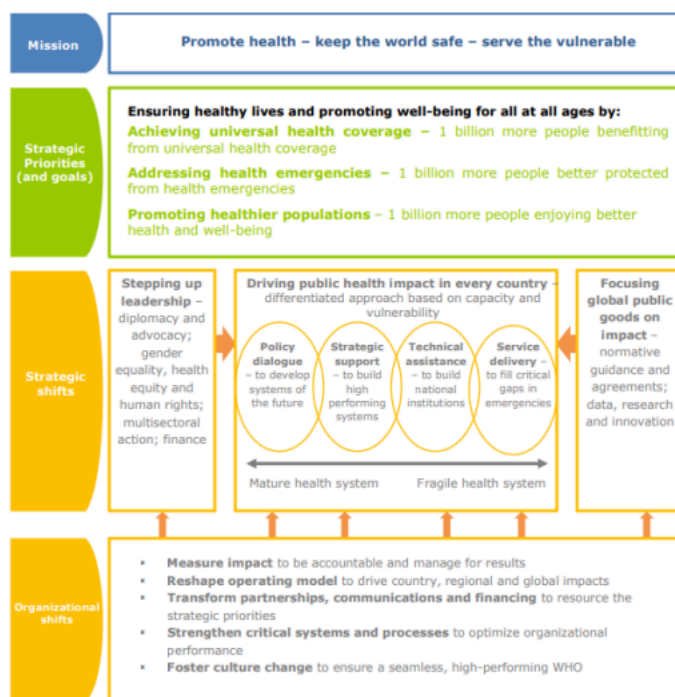 Mission
Promote health – keep the world safe – serve the vulnerable
Strategic
Priorities
(and goals)
Ensuring healthy lives and promoting well-being for all at all ages by:
Achieving universal health coverage – 1 billion more people benefitting
from universal health coverage
Addressing health emergencies – 1 billion more people better protected
from health emergencies
Promoting healthier populations – 1 billion more people enjoying better
health and well-being
Strategic
shifts
Stepping up
leadership –
diplomacy and
advocacy;
gender
equality, health
equity and
human rights;
multisectoral
action; finance
Driving public health impact in every country –
differentiated approach based on capacity and
vulnerability
Policy
dialogue
– to develop
systems of
the future
Strategic
support
– to build
high
performing
systems
Technical
assistance
– to build
national
institutions
Service
delivery –
to fill critical
gaps in
emergencies
Mature health system
Fragile health system
Focusing
global public
goods on
impact –
normative
guidance and
agreements;
data, research
and innovation
Organizational
shifts
▪ Measure impact to be accountable and manage for results
▪ Reshape operating model to drive country, regional and global impacts
▪ Transform partnerships, communications and financing to resource the
strategic priorities
▪ Strengthen critical systems and processes to optimize organizational
performance
▪ Foster culture change to ensure a seamless, high-performing WHO